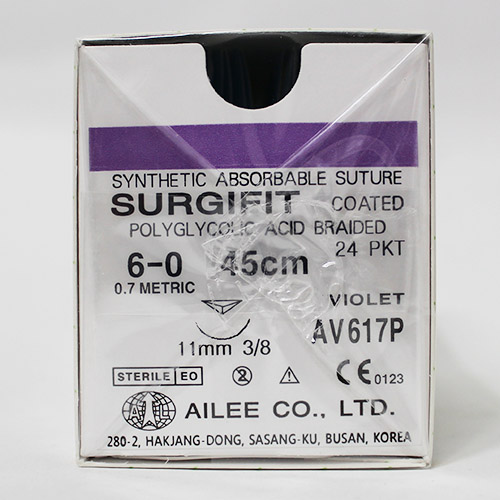 SYNTHETIC ABSORBABLE SUTURE
SURGIFIT COATED
POLYGLYCOLIC ACID BRAIDED
24 PKT
6-0 45cm
0.7 METRIC
VIOLET
AV617P
11mm 3/8
STERILE EO 2 CE 0123
AILEE CO., LTD.
280-2, HAKJANG-DONG, SASANG-KU, BUSAN, KOREA